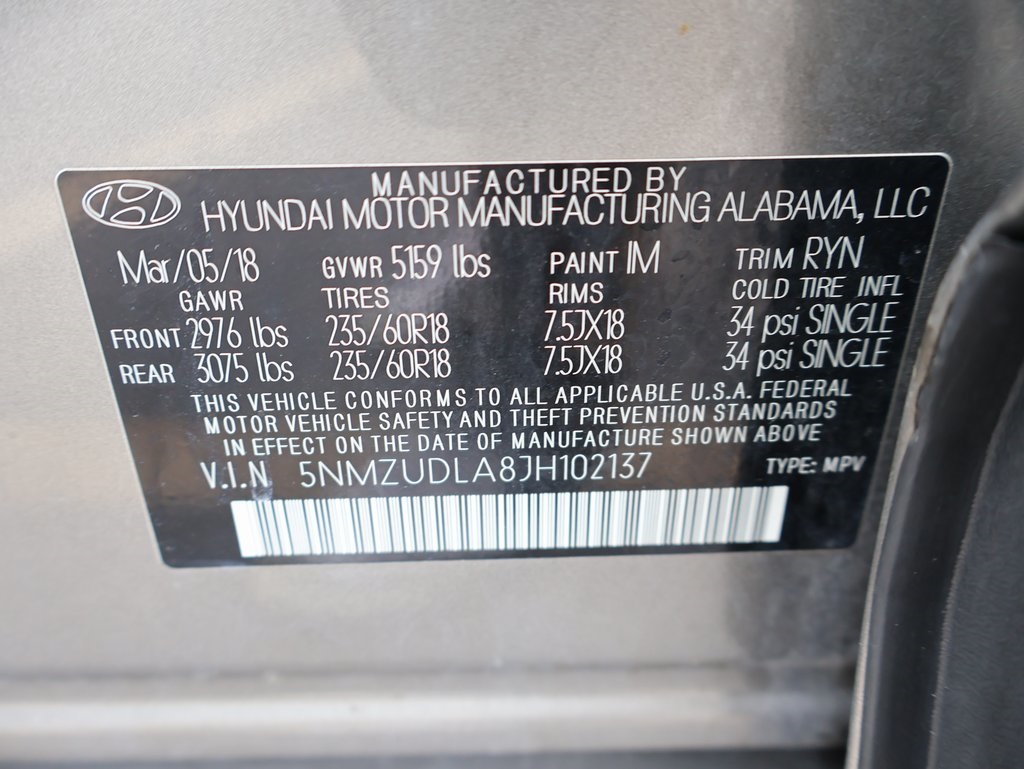 MANUFACTURED BY
HYUNDAI MOTOR MANUFACTURING ALABAMA, LLC
Mar/05/18 GVWR 5159 lbs PAINT IM TRIM RYN
GAWR TIRES RIMS COLD TIRE INFL
FRONT 2976 lbs 235/60R18 7.5JX18 34 psi SINGLE
REAR 3075 lbs 235/60R18 7.5JX18 34 psi SINGLE
THIS VEHICLE CONFORMS TO ALL APPLICABLE U.S.A. FEDERAL
MOTOR VEHICLE SAFETY AND THEFT PREVENTION STANDARDS
IN EFFECT ON THE DATE OF MANUFACTURE SHOWN ABOVE
V.I.N 5NMZUDLA8JH102137 TYPE: MPV